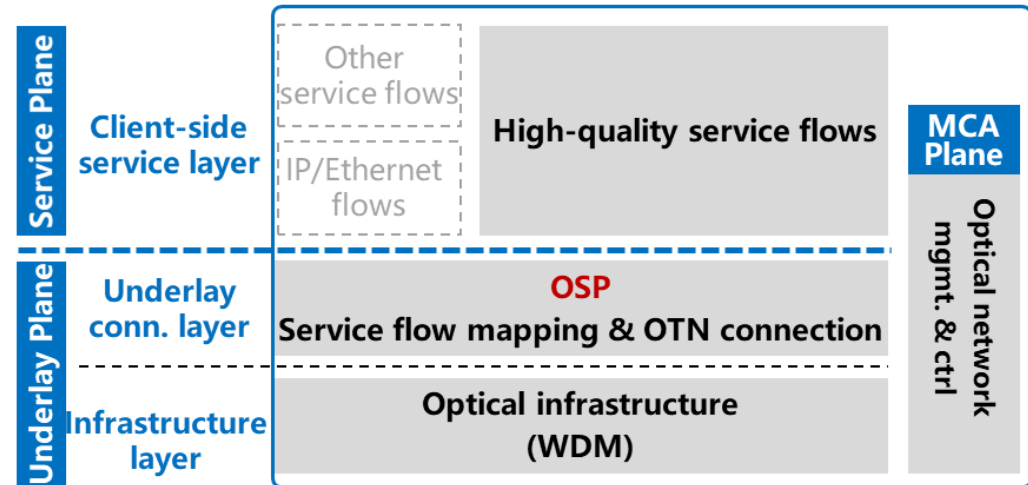 Service Plane
Client-side
service layer
Other
service flows
IP/Ethernet
flows
High-quality service flows
MCA
Plane
Optical network
mgmt. & ctrl
Underlay Plane
Underlay
conn. layer
OSP
Service flow mapping & OTN connection
Infrastructure
layer
Optical infrastructure
(WDM)